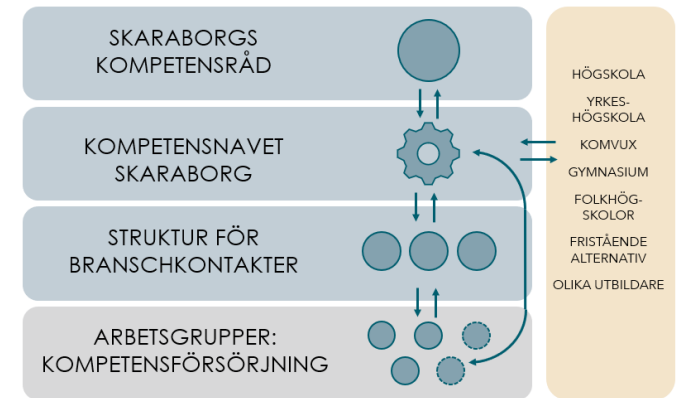 SKARABORGS
KOMPETENSRÅD
KOMPETENSNAVET
SKARABORG
STRUKTUR FÖR
BRANSCHKONTAKTER
ARBETSGRUPPER:
KOMPETENSFÖRSÖRJNING
HÖGSKOLA
YRKES-
HÖGSKOLA
KOMVUX
GYMNASIUM
FOLKHÖG-
SKOLOR
FRISTÅENDE
ALTERNATIV
OLIKA UTBILDARE